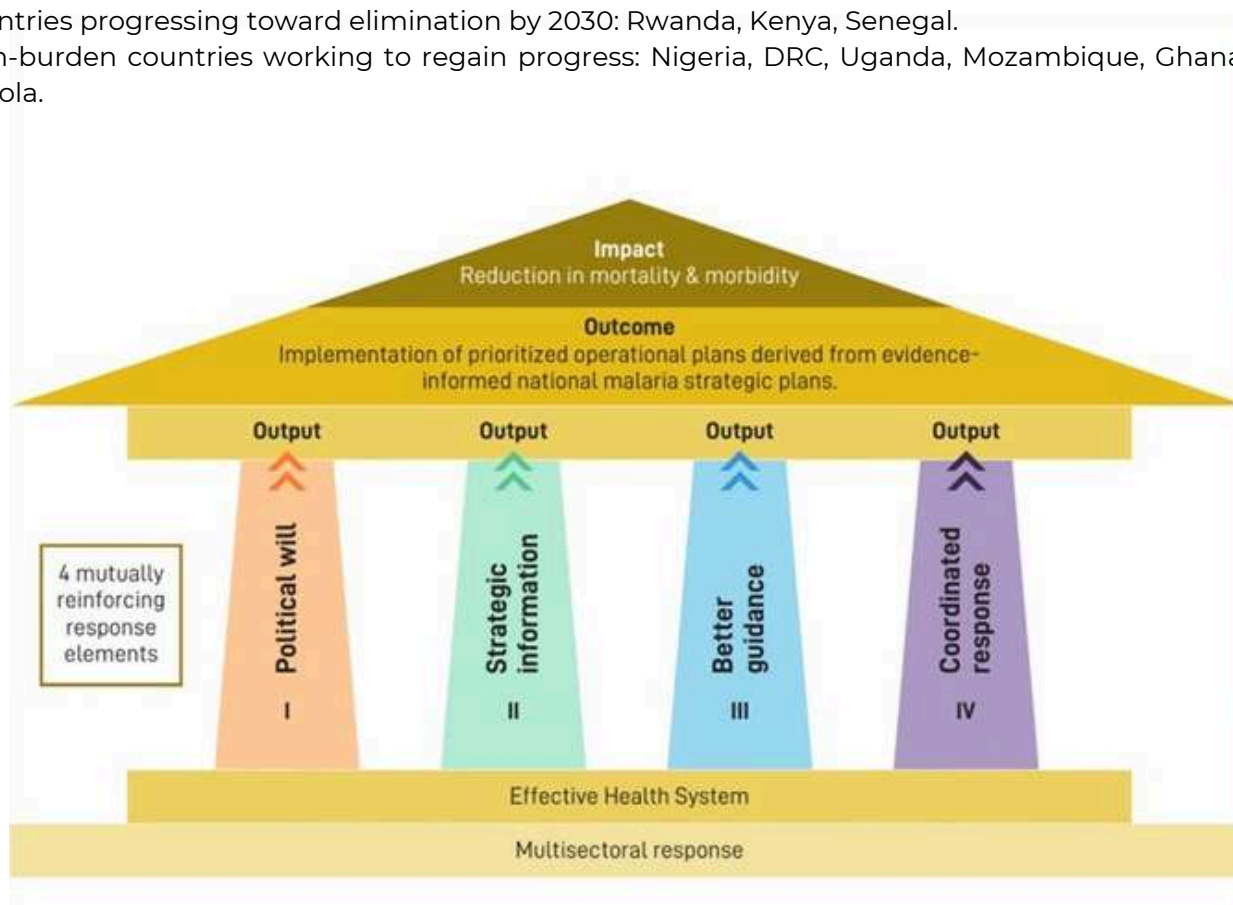 ntries progressing toward elimination by 2030: Rwanda, Kenya, Senegal.
n-burden countries working to regain progress: Nigeria, DRC, Uganda, Mozambique, Ghana
ola.
Impact
Reduction in mortality & morbidity
Outcome
Implementation of prioritized operational plans derived from evidence-
informed national malaria strategic plans.
Output Output Output Output
4 mutually
reinforcing
response
elements
Political will
I
Strategic
information
II
Better
guidance
III
Coordinated
response
IV
Effective Health System
Multisectoral response